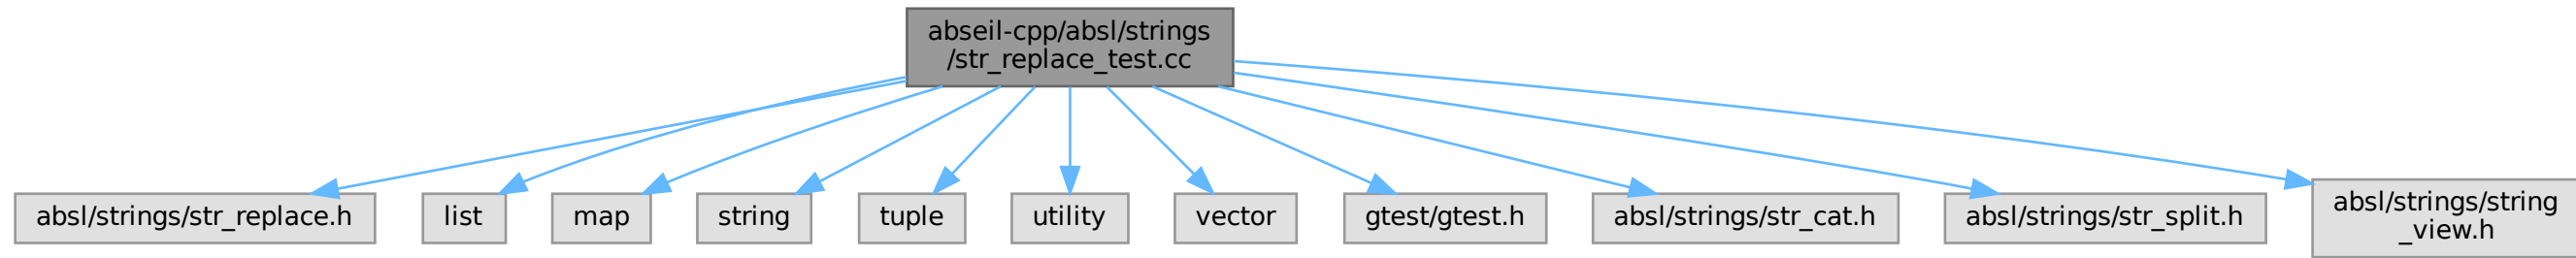 abseil-cpp/absl/strings
/str_replace_test.cc
absl/strings/str_replace.h
list
map
string
tuple
utility
vector
gtest/gtest.h
absl/strings/str_cat.h
absl/strings/str_split.h
absl/strings/string
_view.h